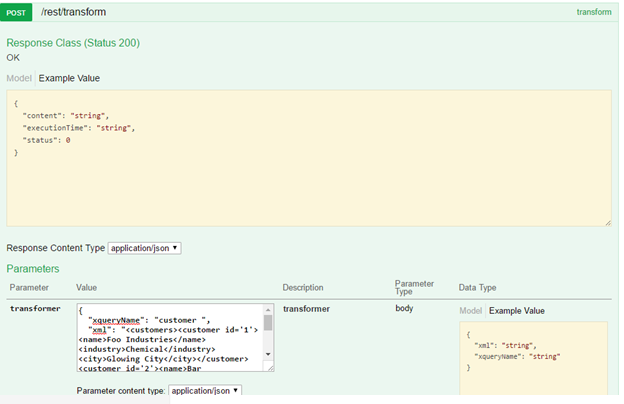 POST /rest/transform transform
Response Class (Status 200)
OK
Model Example Value
{
"content": "string",
"executionTime": "string",
"status": 0
}
Response Content Type application/json
Parameters
Parameter Value Description Parameter Type Data Type
transformer
{
"xqueryName": "customer ",
"xml": "<customers><customer id='1'>
<name>Foo Industries</name>
<industry>Chemical</industry>
<city>Glowing City</city></customer>
<customer id='2'><name>Bar
transformer
body
Model Example Value
{
"xml": "string",
"xqueryName": "string"
}
Parameter content type: application/json